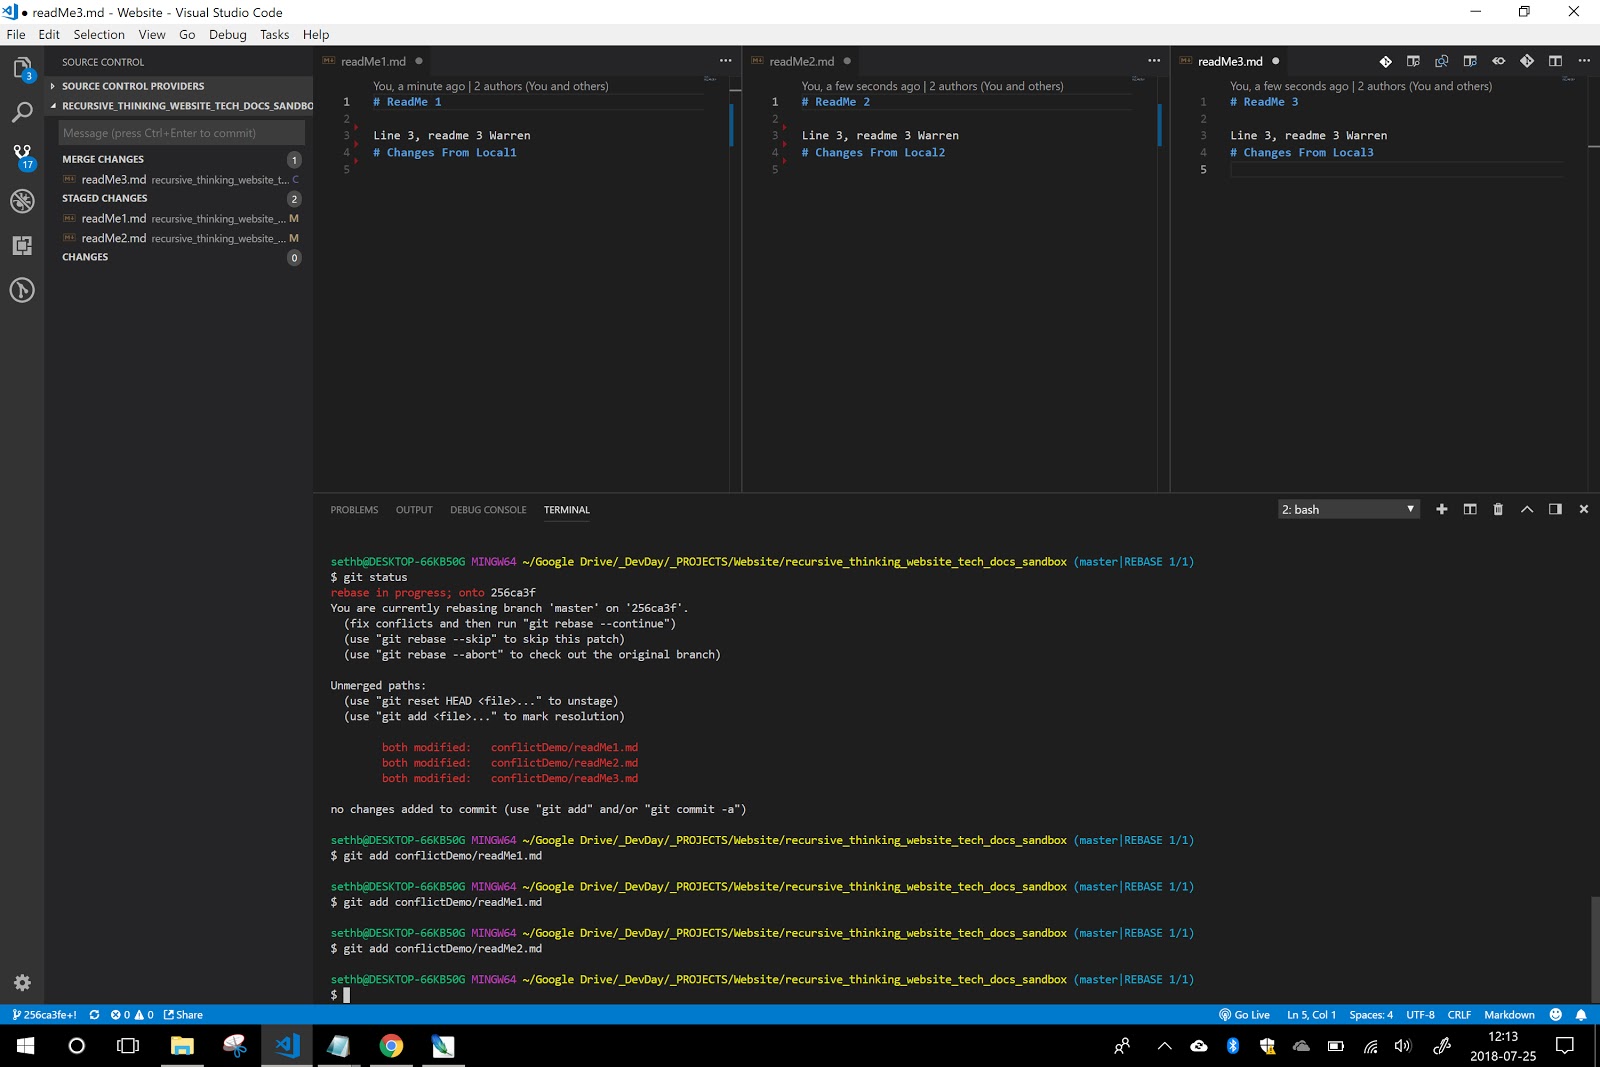 readMe3.md - Website - Visual Studio Code
File Edit Selection View Go Debug Tasks Help
SOURCE CONTROL
SOURCE CONTROL PROVIDERS
RECURSIVE_THINKING_WEBSITE_TECH_DOCS_SANDBO
Message (press Ctrl+Enter to commit)
MERGE CHANGES 1
readMe3.md recursive_thinking_website_t... C
STAGED CHANGES 2
readMe1.md recursive_thinking_website_... M
readMe2.md recursive_thinking_website_... M
CHANGES 0
3
17
readMe1.md
You, a minute ago | 2 authors (You and others)
1 # ReadMe 1
2
3 Line 3, readme 3 Warren
4 # Changes From Local1
5
readMe2.md
You, a few seconds ago | 2 authors (You and others)
1 # ReadMe 2
2
3 Line 3, readme 3 Warren
4 # Changes From Local2
5
readMe3.md
You, a few seconds ago | 2 authors (You and others)
1 # ReadMe 3
2
3 Line 3, readme 3 Warren
4 # Changes From Local3
5
PROBLEMS OUTPUT DEBUG CONSOLE TERMINAL 2: bash
sethb@DESKTOP-66KB50G MINGW64 ~/Google Drive/_DevDay/_PROJECTS/Website/recursive_thinking_website_tech_docs_sandbox (master|REBASE 1/1)
$ git status
rebase in progress; onto 256ca3f
You are currently rebasing branch 'master' on '256ca3f'.
(fix conflicts and then run "git rebase --continue")
(use "git rebase --skip" to skip this patch)
(use "git rebase --abort" to check out the original branch)
Unmerged paths:
(use "git reset HEAD <file>..." to unstage)
(use "git add <file>..." to mark resolution)
both modified: conflictDemo/readMe1.md
both modified: conflictDemo/readMe2.md
both modified: conflictDemo/readMe3.md
no changes added to commit (use "git add" and/or "git commit -a")
sethb@DESKTOP-66KB50G MINGW64 ~/Google Drive/_DevDay/_PROJECTS/Website/recursive_thinking_website_tech_docs_sandbox (master|REBASE 1/1)
$ git add conflictDemo/readMe1.md
sethb@DESKTOP-66KB50G MINGW64 ~/Google Drive/_DevDay/_PROJECTS/Website/recursive_thinking_website_tech_docs_sandbox (master|REBASE 1/1)
$ git add conflictDemo/readMe1.md
sethb@DESKTOP-66KB50G MINGW64 ~/Google Drive/_DevDay/_PROJECTS/Website/recursive_thinking_website_tech_docs_sandbox (master|REBASE 1/1)
$ git add conflictDemo/readMe2.md
sethb@DESKTOP-66KB50G MINGW64 ~/Google Drive/_DevDay/_PROJECTS/Website/recursive_thinking_website_tech_docs_sandbox (master|REBASE 1/1)
$
256ca3fe+! 0 0 Share Go Live Ln 5, Col 1 Spaces: 4 UTF-8 CRLF Markdown
12:13
2018-07-25